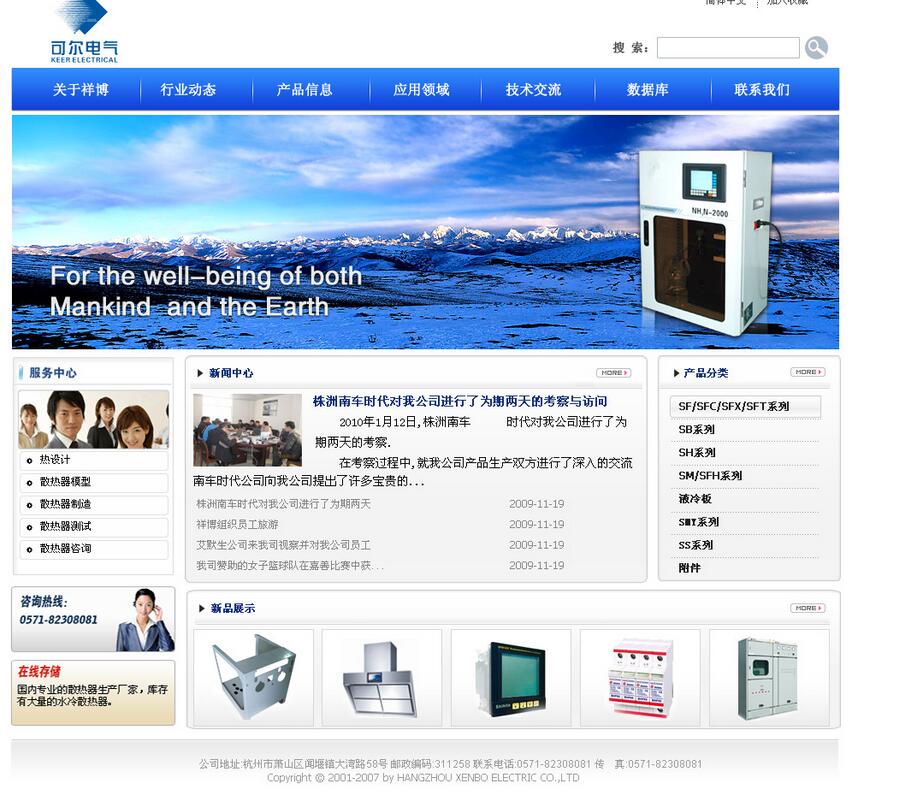 简体中文 加入收藏
可尔电气
KEER ELECTRICAL
搜 索:
关于祥博 行业动态 产品信息 应用领域 技术交流 数据库 联系我们
NH₃N-2000
For the well-being of both
Mankind and the Earth
服务中心
热设计
散热器模型
散热器制造
散热器测试
散热器咨询
咨询热线:
0571-82308081
在线存储
国内专业的散热器生产厂家,库存
有大量的水冷散热器。
新闻中心 MORE
株洲南车时代对我公司进行了为期两天的考察与访问
2010年1月12日,株洲南车 时代对我公司进行了为
期两天的考察.
在考察过程中,就我公司产品生产双方进行了深入的交流
南车时代公司向我公司提出了许多宝贵的...
株洲南车时代对我公司进行了为期两天 2009-11-19
祥博组织员工旅游 2009-11-19
艾默生公司来我司视察并对我公司员工 2009-11-19
我司赞助的女子篮球队在嘉善比赛中获... 2009-11-19
产品分类 MORE
SF/SFC/SFX/SFT系列
SB系列
SH系列
SM/SFH系列
液冷板
SMT系列
SS系列
附件
新品展示 MORE
公司地址:杭州市萧山区闻堰镇大湾路58号 邮政编码:311258 联系电话:0571-82308081 传 真:0571-82308081
Copyright © 2001-2007 by HANGZHOU XENBO ELECTRIC CO.,LTD